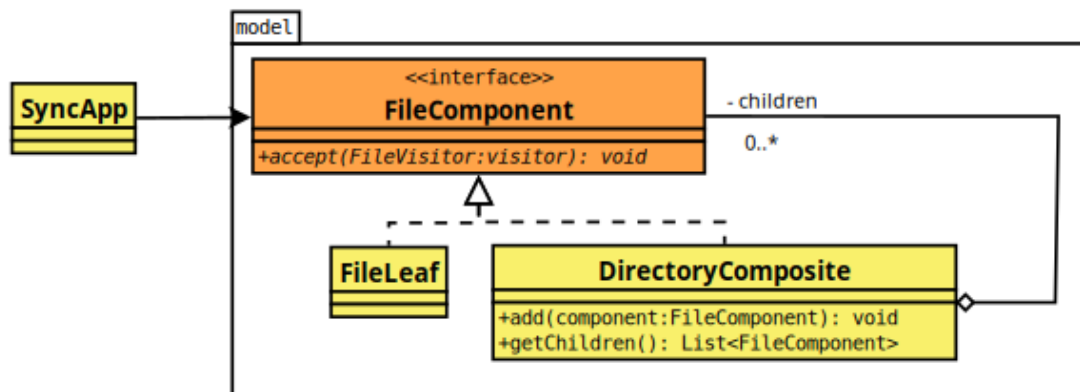 model
SyncApp
<<interface>>
FileComponent
+accept(FileVisitor:visitor): void
- children
0..*
FileLeaf
DirectoryComposite
+add(component:FileComponent): void
+getChildren(): List<FileComponent>